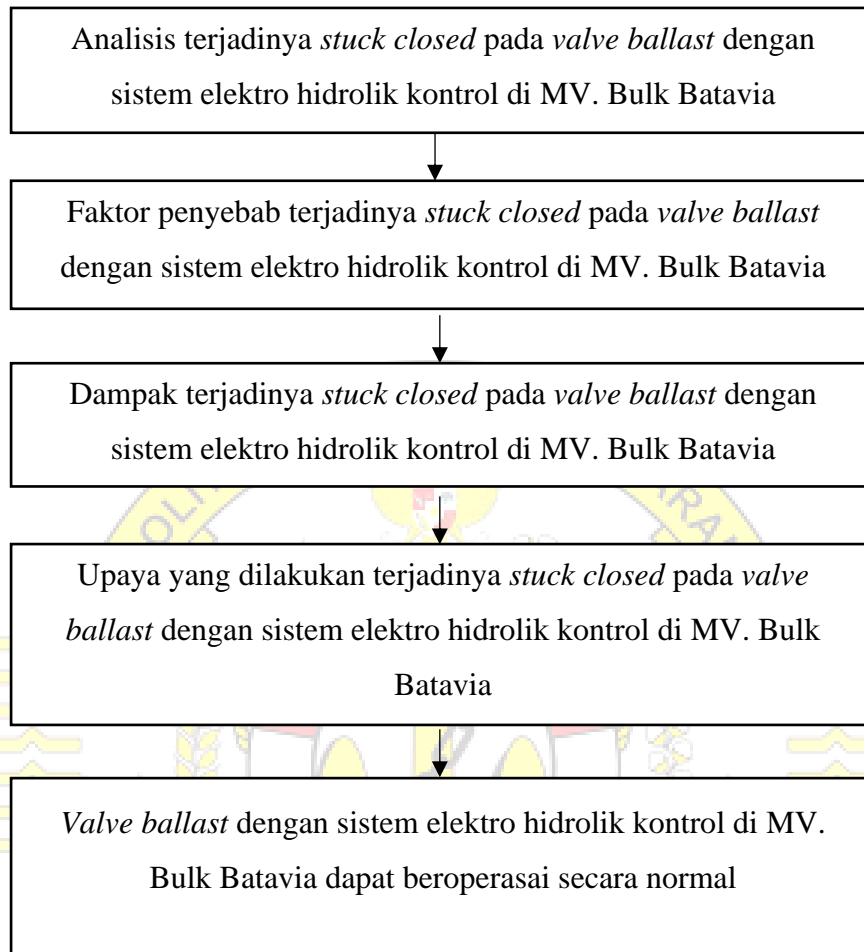 Analisis terjadinya stuck closed pada valve ballast dengan
sistem elektro hidrolik kontrol di MV. Bulk Batavia
Faktor penyebab terjadinya stuck closed pada valve ballast
dengan sistem elektro hidrolik kontrol di MV. Bulk Batavia
Dampak terjadinya stuck closed pada valve ballast dengan
sistem elektro hidrolik kontrol di MV. Bulk Batavia
Upaya yang dilakukan terjadinya stuck closed pada valve
ballast dengan sistem elektro hidrolik kontrol di MV. Bulk
Batavia
Valve ballast dengan sistem elektro hidrolik kontrol di MV.
Bulk Batavia dapat beroperasai secara normal